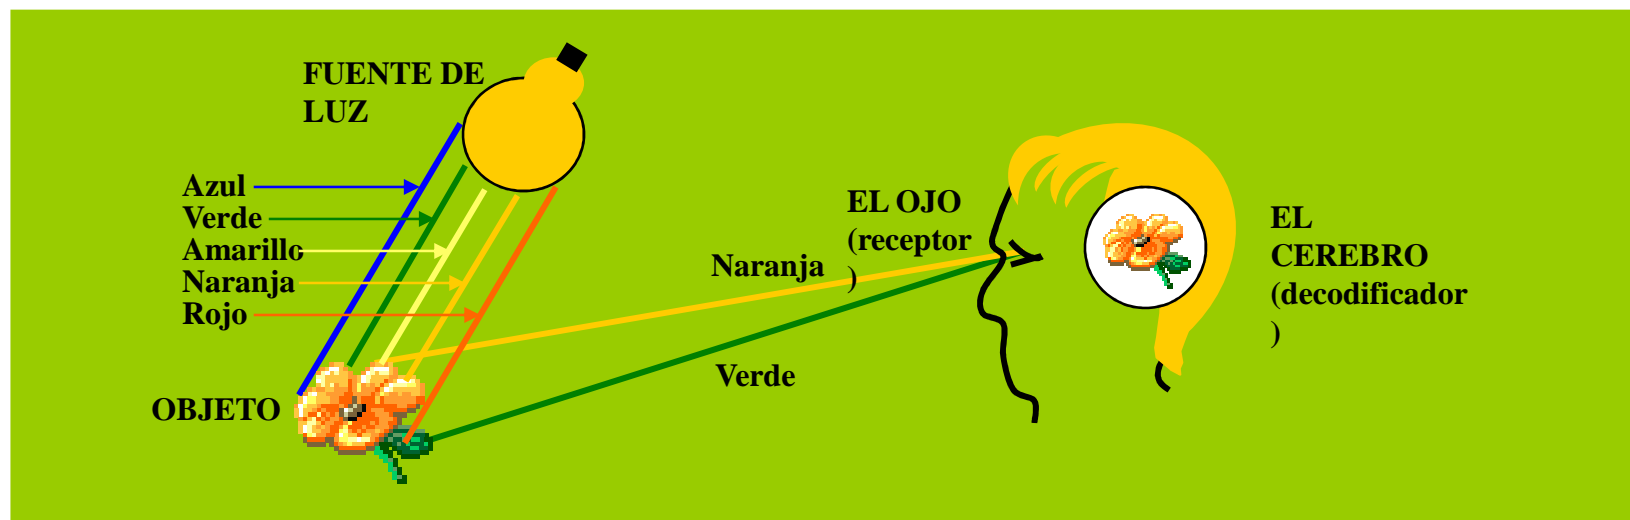 FUENTE DE
LUZ
Azul
Verde
Amarillo
Naranja
Rojo
OBJETO
Naranja
Verde
EL OJO
(receptor
)
EL
CEREBRO
(decodificador
)